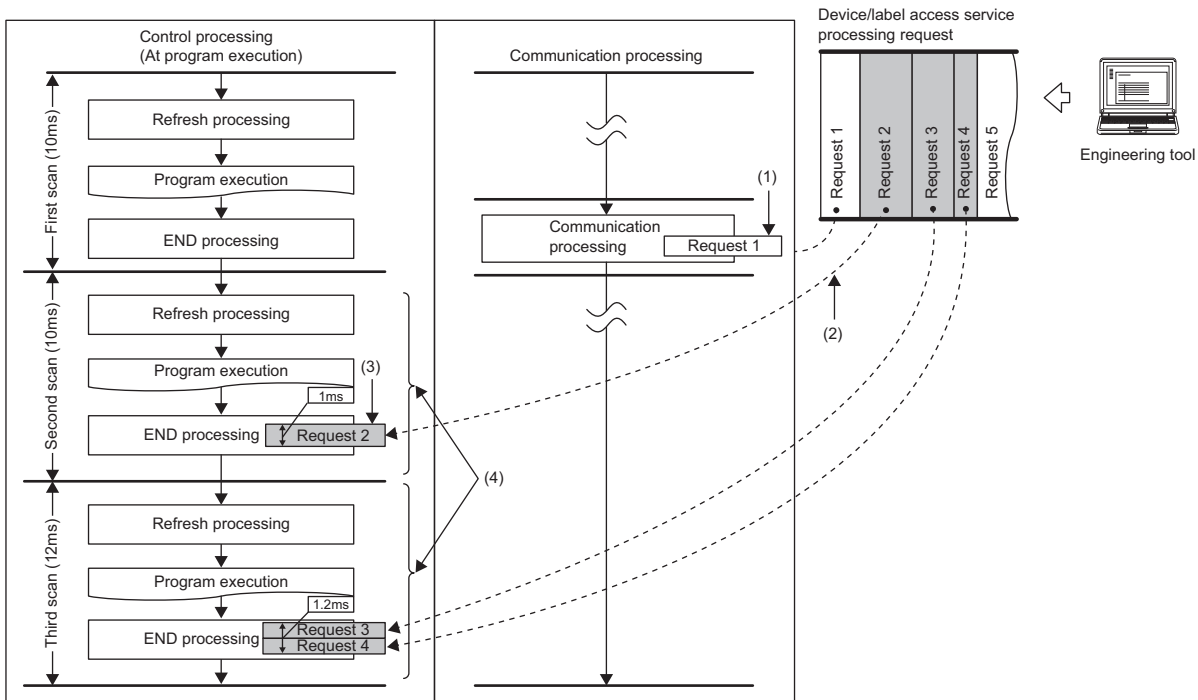 Control processing
(At program execution)
First scan (10ms)
Refresh processing
Program execution
END processing
Second scan (10ms)
Refresh processing
Program execution
(3)
1ms
END processing
Request 2
(4)
Third scan (12ms)
Refresh processing
Program execution
1.2ms
END processing
Request 3
Request 4
Communication processing
(1)
Communication
processing
Request 1
(2)
Device/label access service
processing request
Request 1
Request 2
Request 3
Request 4
Request 5
Engineering tool